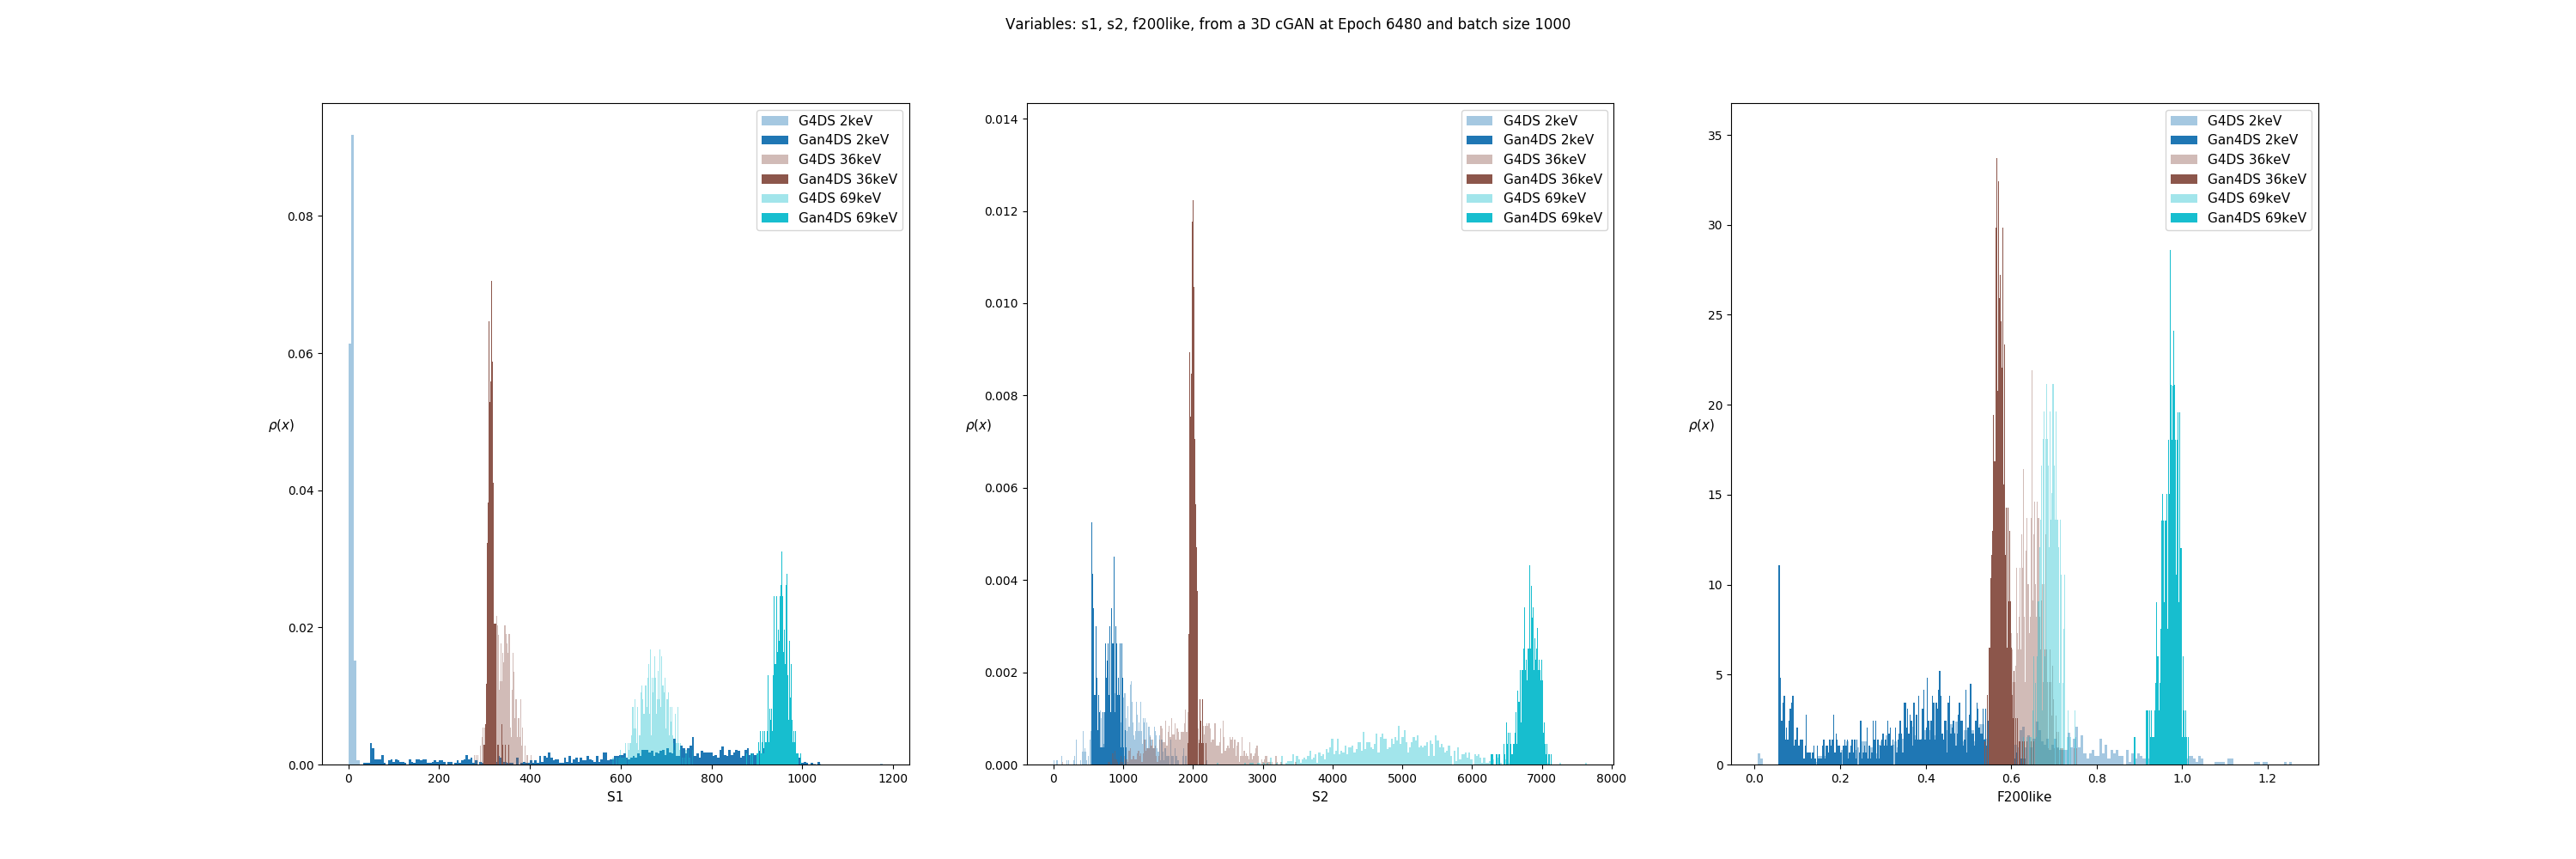 Variables: s1, s2, f200like, from a 3D cGAN at Epoch 6480 and batch size 1000
ρ(x)
0.08
0.06
0.04
0.02
0.00
0 200 400 600 800 1000 1200
S1
G4DS 2keV
Gan4DS 2keV
G4DS 36keV
Gan4DS 36keV
G4DS 69keV
Gan4DS 69keV
ρ(x)
0.014
0.012
0.010
0.008
0.006
0.004
0.002
0.000
0 1000 2000 3000 4000 5000 6000 7000 8000
S2
G4DS 2keV
Gan4DS 2keV
G4DS 36keV
Gan4DS 36keV
G4DS 69keV
Gan4DS 69keV
ρ(x)
35
30
25
20
15
10
5
0
0.0 0.2 0.4 0.6 0.8 1.0 1.2
F200like
G4DS 2keV
Gan4DS 2keV
G4DS 36keV
Gan4DS 36keV
G4DS 69keV
Gan4DS 69keV